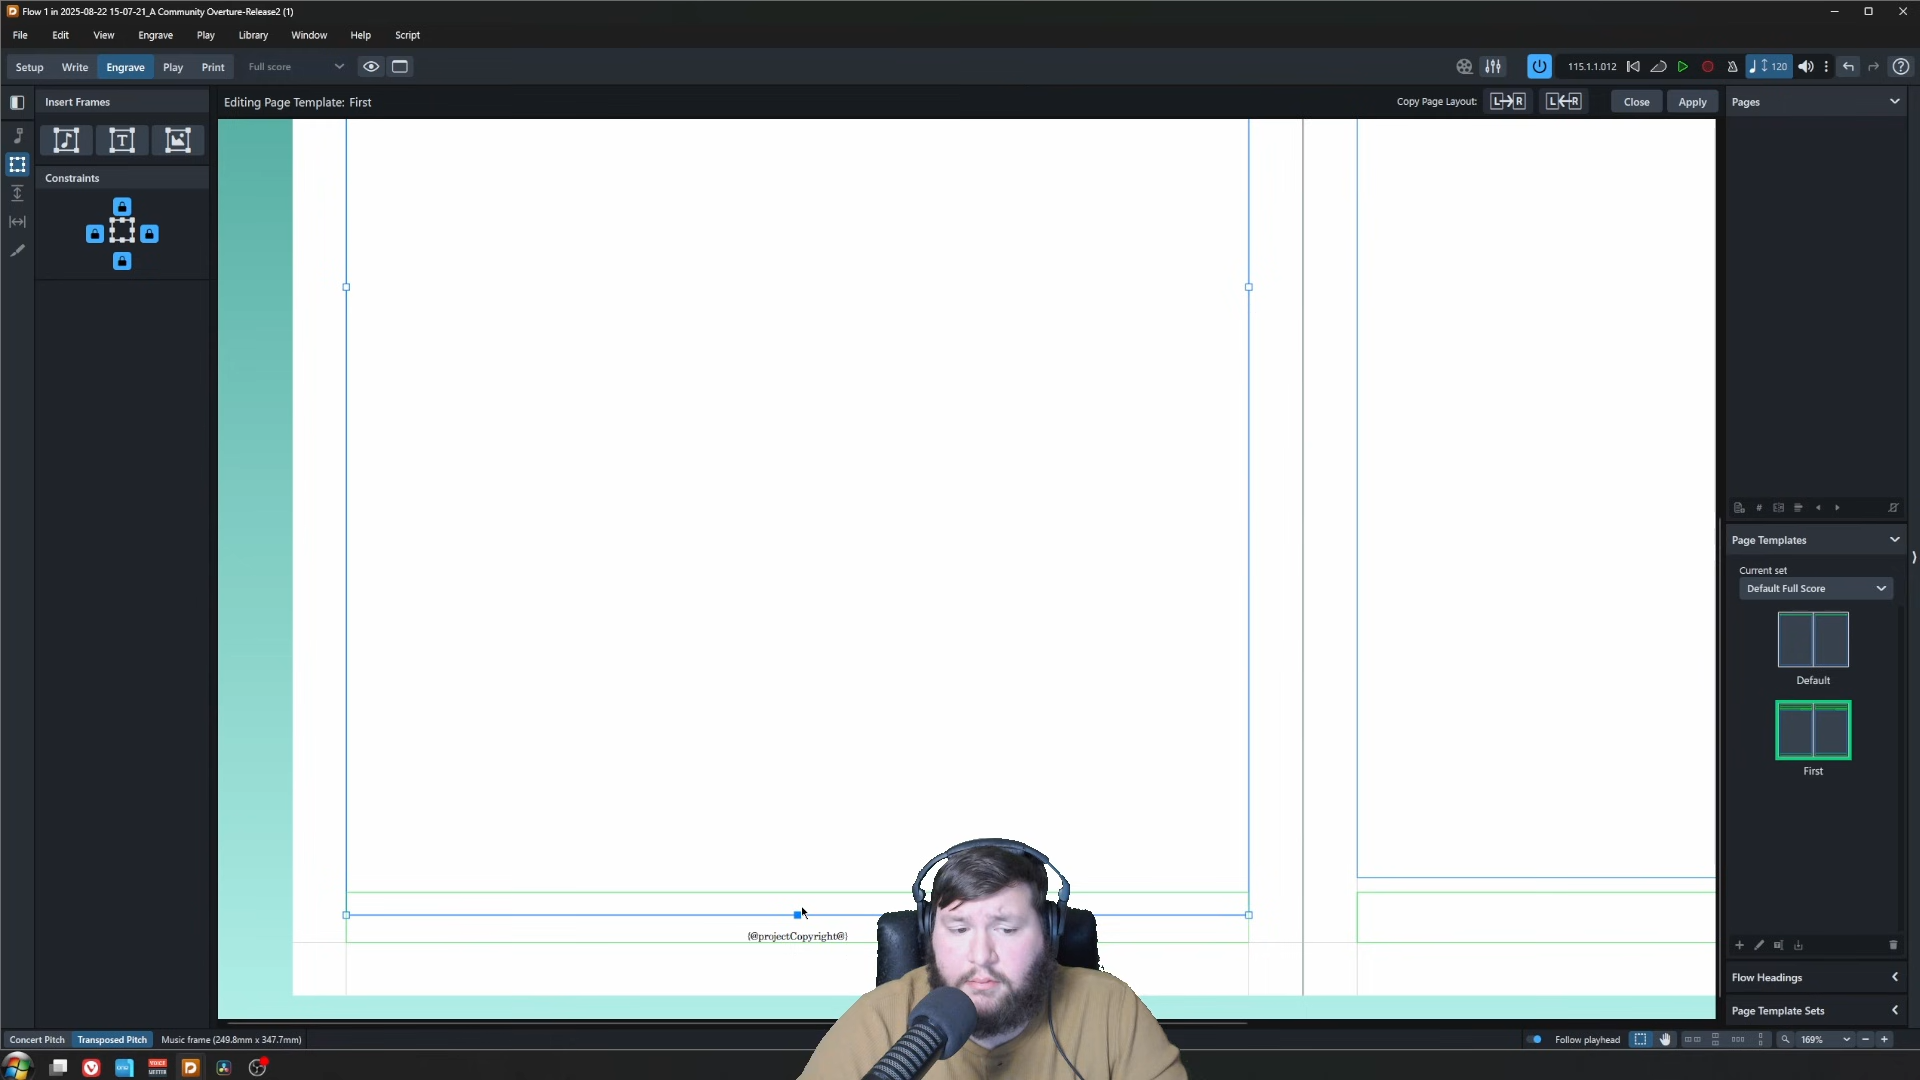 Flow 1 in 2025-08-22 15-07-21_A Community Overture-Release2 (1)
File Edit View Engrave Play Library Window Help Script
Setup Write Engrave Play Print Full score 115.1.1.012 120
Insert Frames
Editing Page Template: First
Copy Page Layout: L R L R Close Apply
Pages
T
Constraints
Page Templates
Current set
Default Full Score
Default
First
{@projectCopyright@}
Flow Headings
Page Template Sets
Concert Pitch Transposed Pitch Music frame (249.8mm x 347.7mm)
Follow playhead 169%